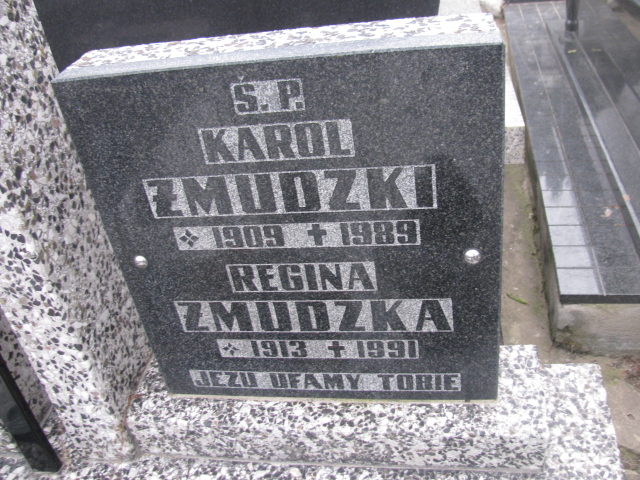 Ś.P.
KAROL
ŻMUDZKI
1909 ✝ 1989
REGINA
ŻMUDZKA
1913 ✝ 1991
JEZU UFAMY TOBIE